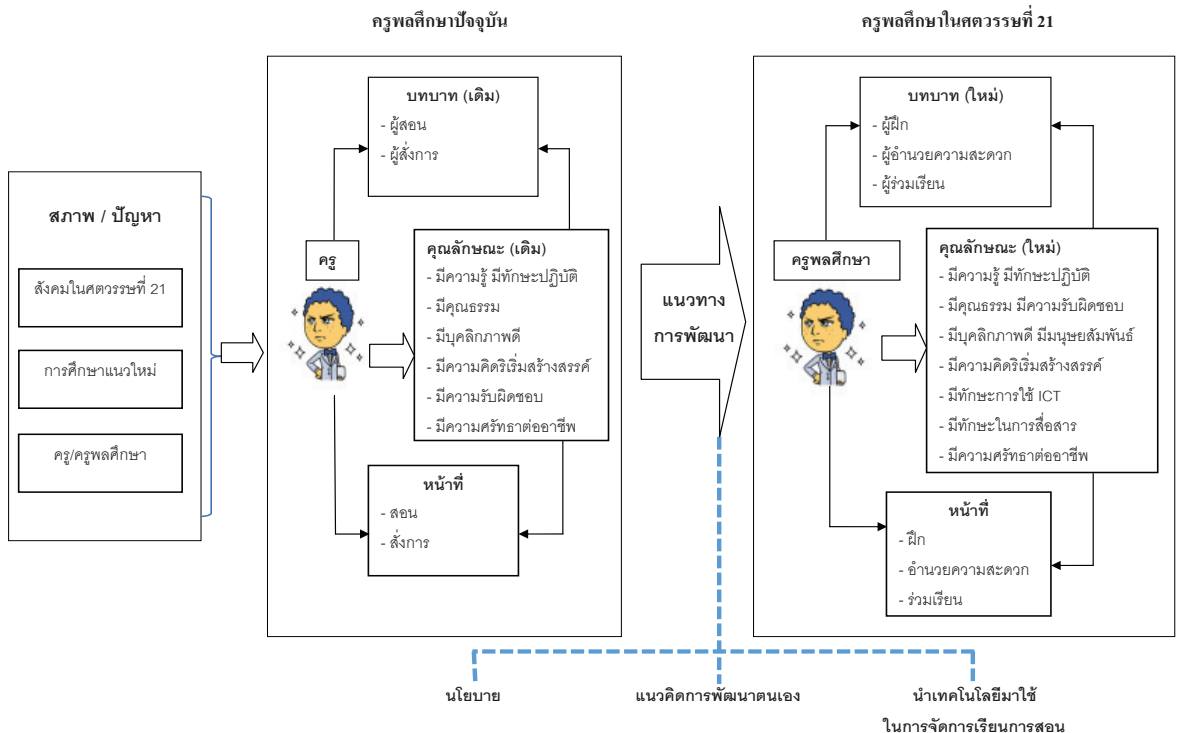 ครูพลศึกษาปัจจุบัน
ครูพลศึกษาในศตวรรษที่ 21
สภาพ / ปัญหา
สังคมในศตวรรษที่ 21
การศึกษาแนวใหม่
ครู/ครูพลศึกษา
บทบาท (เดิม)
- ผู้สอน
- ผู้สั่งการ
ครู
คุณลักษณะ (เดิม)
- มีความรู้ มีทักษะปฏิบัติ
- มีคุณธรรม
- มีบุคลิกภาพดี
- มีความคิดริเริ่มสร้างสรรค์
- มีความรับผิดชอบ
- มีความศรัทธาต่ออาชีพ
หน้าที่
- สอน
- สั่งการ
แนวทาง
การพัฒนา
บทบาท (ใหม่)
- ผู้ฝึก
- ผู้อำนวยความสะดวก
- ผู้ร่วมเรียน
ครูพลศึกษา
คุณลักษณะ (ใหม่)
- มีความรู้ มีทักษะปฏิบัติ
- มีคุณธรรม มีความรับผิดชอบ
- มีบุคลิกภาพดี มีมนุษยสัมพันธ์
- มีความคิดริเริ่มสร้างสรรค์
- มีทักษะการใช้ ICT
- มีทักษะในการสื่อสาร
- มีความศรัทธาต่ออาชีพ
หน้าที่
- ฝึก
- อำนวยความสะดวก
- ร่วมเรียน
นโยบาย
แนวคิดการพัฒนาตนเอง
นำเทคโนโลยีมาใช้
ในการจัดการเรียนการสอน